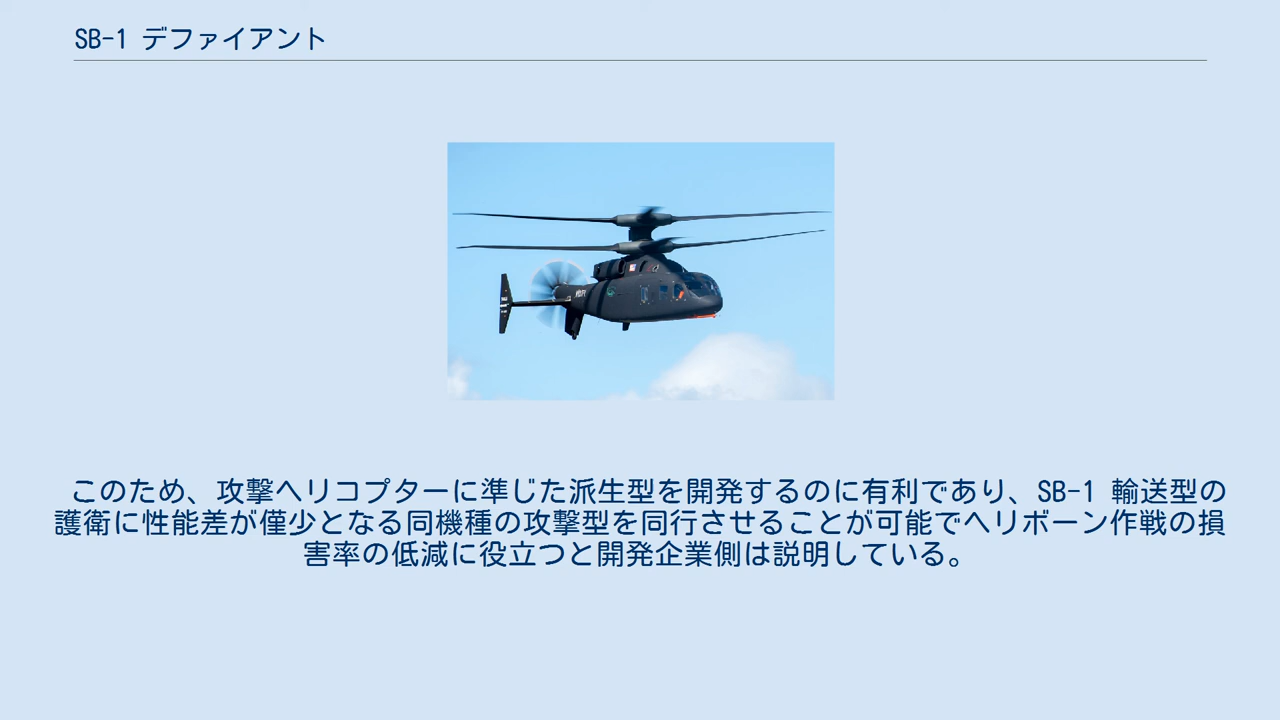 SB-1 デファイアント
このため、攻撃ヘリコプターに準じた派生型を開発するのに有利であり、SB-1 輸送型の
護衛に性能差が僅少となる同機種の攻撃型を同行させることが可能でヘリボーン作戦の損
害率の低減に役立つと開発企業側は説明している。